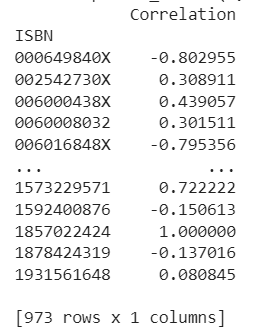 Correlation
ISBN
000649840X -0.802955
002542730X 0.308911
006000438X 0.439057
0060008032 0.301511
006016848X -0.795356
... ...
1573229571 0.722222
1592400876 -0.150613
1857022424 1.000000
1878424319 -0.137016
1931561648 0.080845
[973 rows x 1 columns]